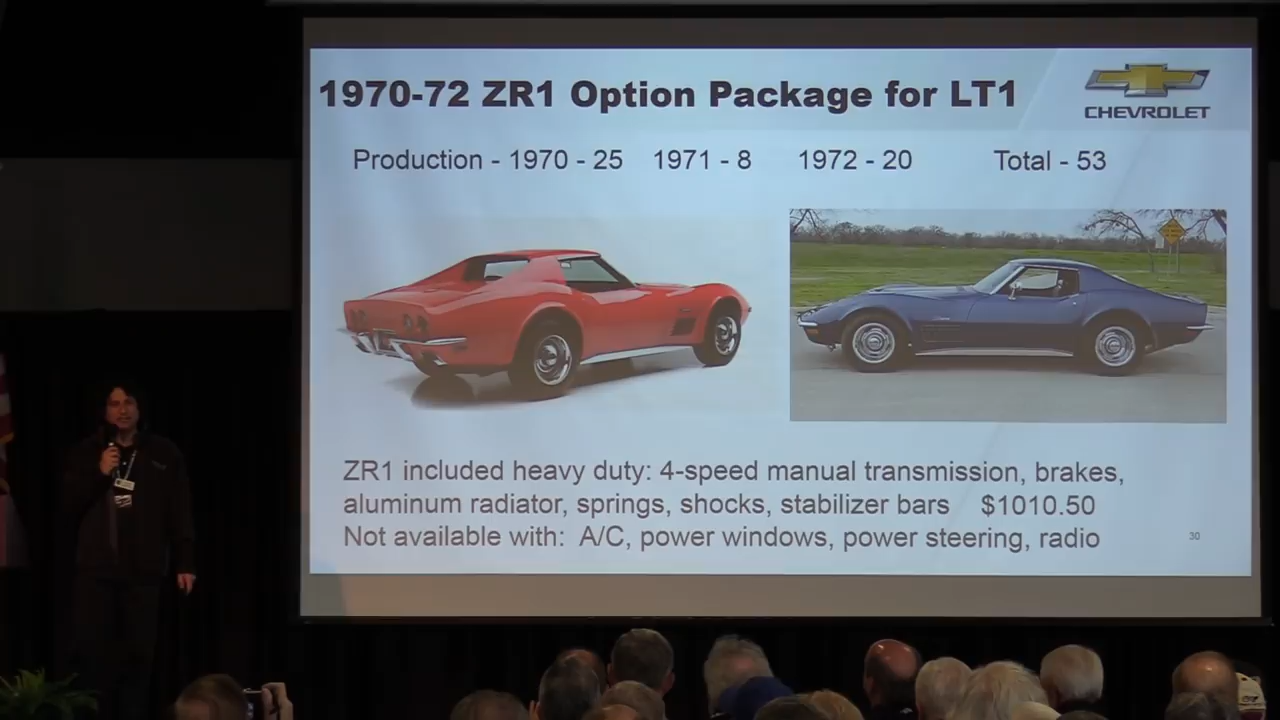 1970-72 ZR1 Option Package for LT1
CHEVROLET
Production - 1970 - 25 1971 - 8 1972 - 20 Total - 53
ZR1 included heavy duty: 4-speed manual transmission, brakes,
aluminum radiator, springs, shocks, stabilizer bars $1010.50
Not available with: A/C, power windows, power steering, radio
30